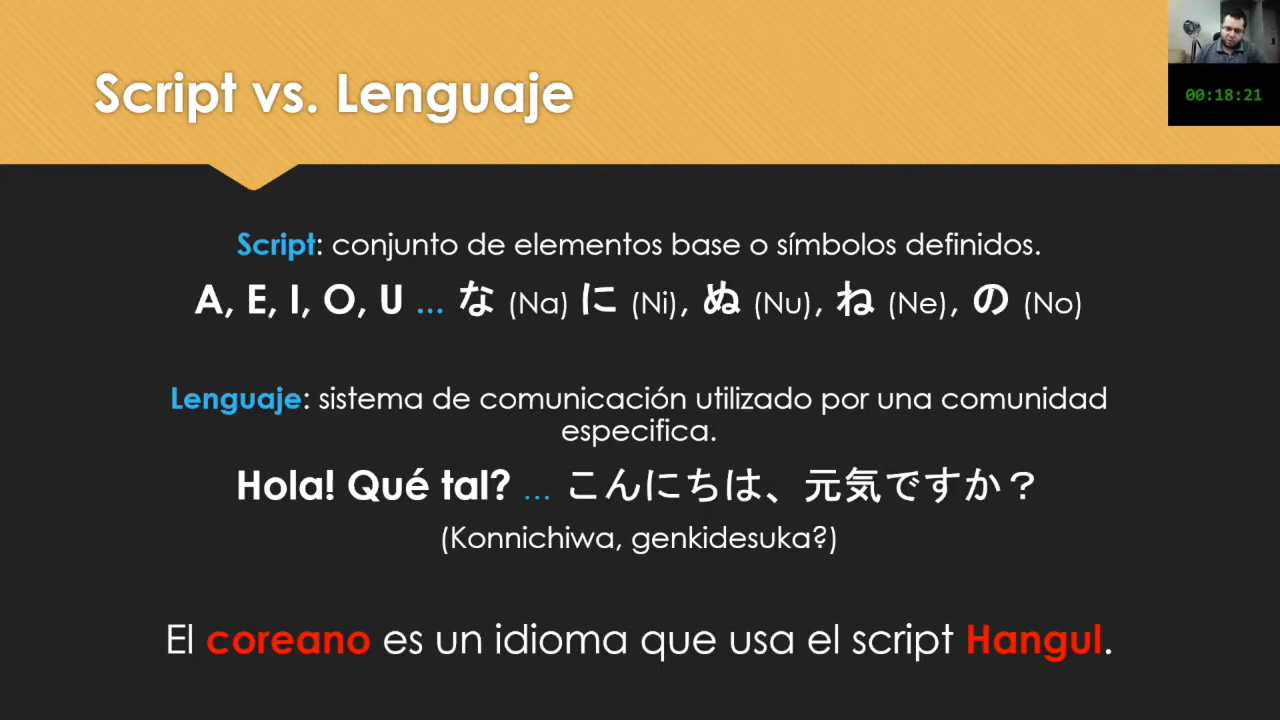 Script vs. Lenguaje
00:18:21
Script: conjunto de elementos base o símbolos definidos.
A, E, I, O, U ... な (Na) に (Ni), ぬ (Nu), ね (Ne), の (No)
Lenguaje: sistema de comunicación utilizado por una comunidad
especifica.
Hola! Qué tal? ... こんにちは、元気ですか？
(Konnichiwa, genkidesuka?)
El coreano es un idioma que usa el script Hangul.